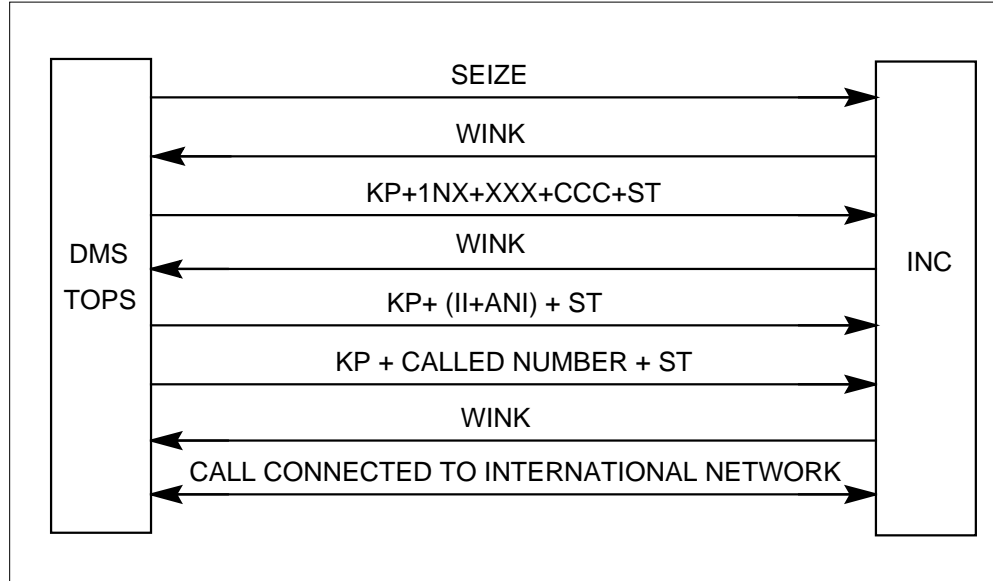 SEIZE
WINK
KP+1NX+XXX+CCC+ST
WINK
DMS
TOPS
INC
KP+ (II+ANI) + ST
KP + CALLED NUMBER + ST
WINK
CALL CONNECTED TO INTERNATIONAL NETWORK